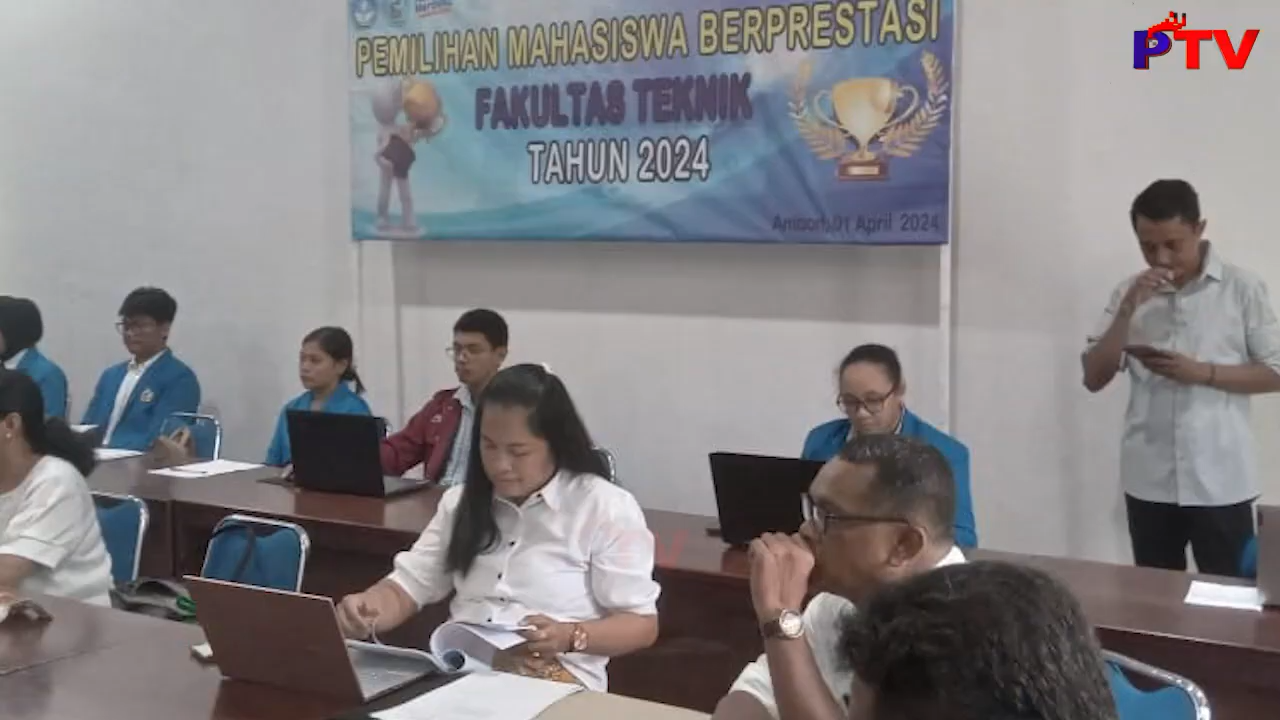 PTV
PEMILIHAN MAHASISWA BERPRESTASI
FAKULTAS TEKNIK
TAHUN 2024
Ambon, 01 April 2024